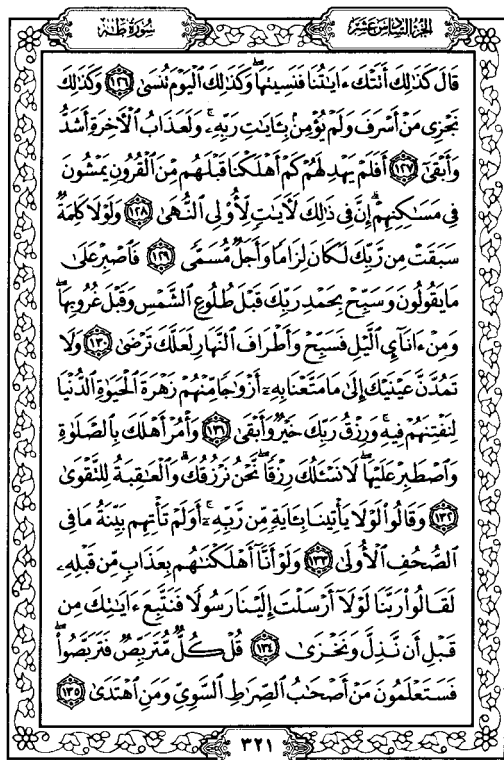 سُورَةُ طه
الجزء السادس عشر
قَالَ كَذَٰلِكَ أَتَتْكَ ءَايَٰتُنَا فَنَسِيتَهَا ۖ وَكَذَٰلِكَ ٱلْيَوْمَ تُنسَىٰ ١٢٦ وَكَذَٰلِكَ
نَجْزِى مَنْ أَسْرَفَ وَلَمْ يُؤْمِنۢ بِـَٔايَٰتِ رَبِّهِۦ ۚ وَلَعَذَابُ ٱلْءَاخِرَةِ أَشَدُّ
وَأَبْقَىٰٓ ١٢٧ أَفَلَمْ يَهْدِ لَهُمْ كَمْ أَهْلَكْنَا قَبْلَهُم مِّنَ ٱلْقُرُونِ يَمْشُونَ
فِى مَسَٰكِنِهِمْ ۗ إِنَّ فِى ذَٰلِكَ لَءَايَٰتٍ لِّأُو۟لِى ٱلنُّهَىٰ ١٢٨ وَلَوْلَا كَلِمَةٌ
سَبَقَتْ مِن رَّبِّكَ لَكَانَ لِزَامًا وَأَجَلٌ مُّسَمًّى ١٢٩ فَٱصْبِرْ عَلَىٰ
مَا يَقُولُونَ وَسَبِّحْ بِحَمْدِ رَبِّكَ قَبْلَ طُلُوعِ ٱلشَّمْسِ وَقَبْلَ غُرُوبِهَا ۖ
وَمِنْ ءَانَآئِ ٱلَّيْلِ فَسَبِّحْ وَأَطْرَافَ ٱلنَّهَارِ لَعَلَّكَ تَرْضَىٰ ١٣٠ وَلَا
تَمُدَّنَّ عَيْنَيْكَ إِلَىٰ مَا مَتَّعْنَا بِهِۦٓ أَزْوَٰجًا مِّنْهُمْ زَهْرَةَ ٱلْحَيَوٰةِ ٱلدُّنْيَا
لِنَفْتِنَهُمْ فِيهِ ۚ وَرِزْقُ رَبِّكَ خَيْرٌ وَأَبْقَىٰ ١٣١ وَأْمُرْ أَهْلَكَ بِٱلصَّلَوٰةِ
وَٱصْطَبِرْ عَلَيْهَا ۖ لَا نَسْـَٔلُكَ رِزْقًا ۖ نَّحْنُ نَرْزُقُكَ ۗ وَٱلْعَٰقِبَةُ لِلتَّقْوَىٰ
١٣٢ وَقَالُوا۟ لَوْلَا يَأْتِينَا بِـَٔايَةٍ مِّن رَّبِّهِۦٓ ۚ أَوَلَمْ تَأْتِهِم بَيِّنَةُ مَا فِى
ٱلصُّحُفِ ٱلْأُولَىٰ ١٣٣ وَلَوْ أَنَّآ أَهْلَكْنَٰهُم بِعَذَابٍ مِّن قَبْلِهِۦ
لَقَالُوا۟ رَبَّنَا لَوْلَآ أَرْسَلْتَ إِلَيْنَا رَسُولًا فَنَتَّبِعَ ءَايَٰتِكَ مِن
قَبْلِ أَن نَّذِلَّ وَنَخْزَىٰ ١٣٤ قُلْ كُلٌّ مُّتَرَبِّصٌ فَتَرَبَّصُوا۟ ۖ
فَسَتَعْلَمُونَ مَنْ أَصْحَٰبُ ٱلصِّرَٰطِ ٱلسَّوِىِّ وَمَنِ ٱهْتَدَىٰ ١٣٥
٣٢١